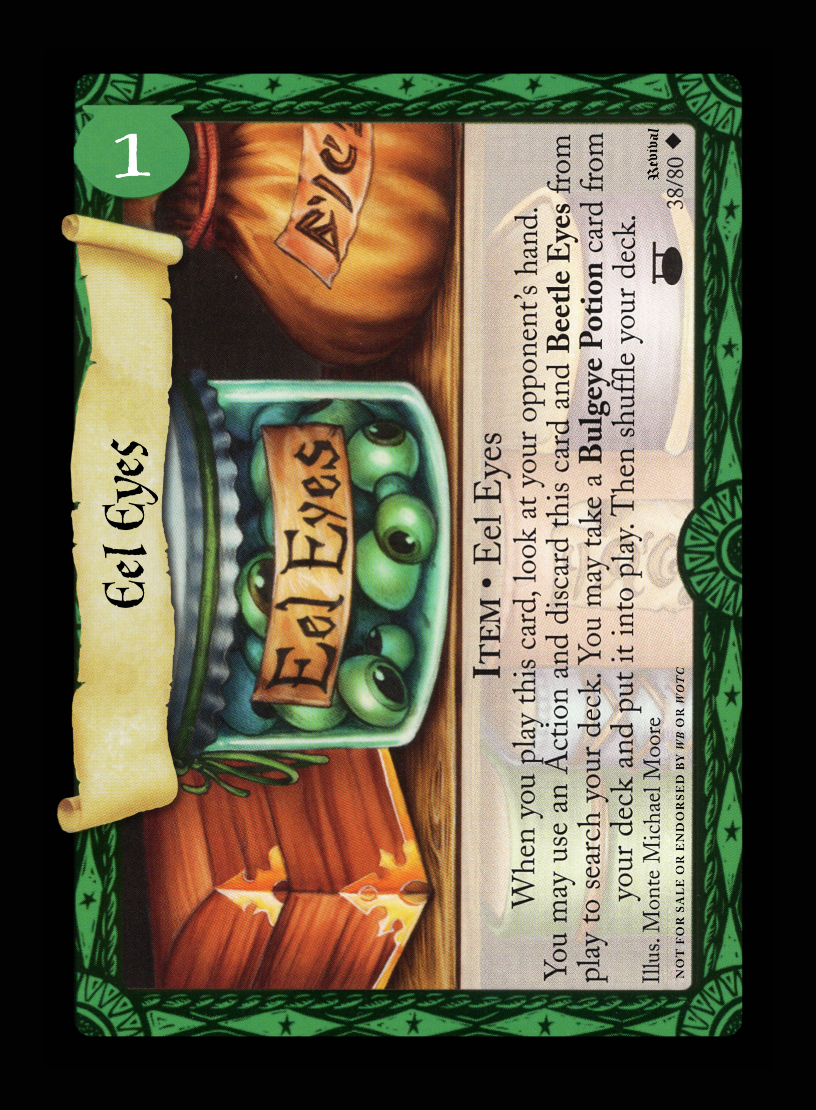 1
Eel Eyes
Eel Eyes
ITEM • Eel Eyes
When you play this card, look at your opponent's hand.
You may use an Action and discard this card and Beetle Eyes from
play to search your deck. You may take a Bulgeye Potion card from
your deck and put it into play. Then shuffle your deck.
Illus. Monte Michael Moore
NOT FOR SALE OR ENDORSED BY WB OR WOTC
Revival
38/80